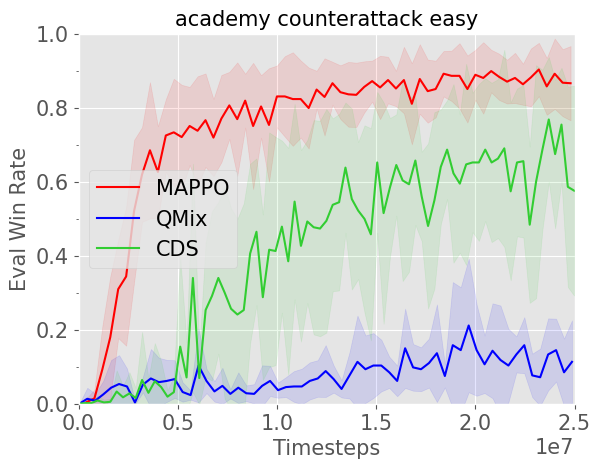 academy counterattack easy
Eval Win Rate
1.0
0.8
0.6
0.4
0.2
0.0
MAPPO
QMix
CDS
0.0 0.5 1.0 1.5 2.0 2.5
Timesteps
1e7